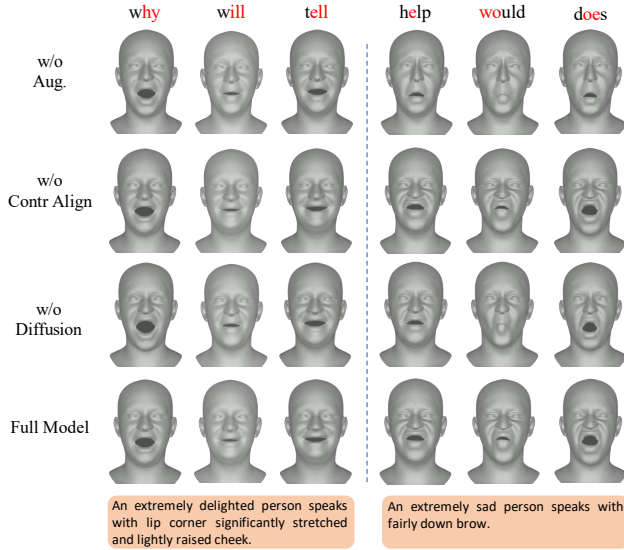 why will tell help would does
w/o
Aug.
w/o
Contr Align
w/o
Diffusion
Full Model
An extremely delighted person speaks
with lip corner significantly stretched
and lightly raised cheek.
An extremely sad person speaks with
fairly down brow.